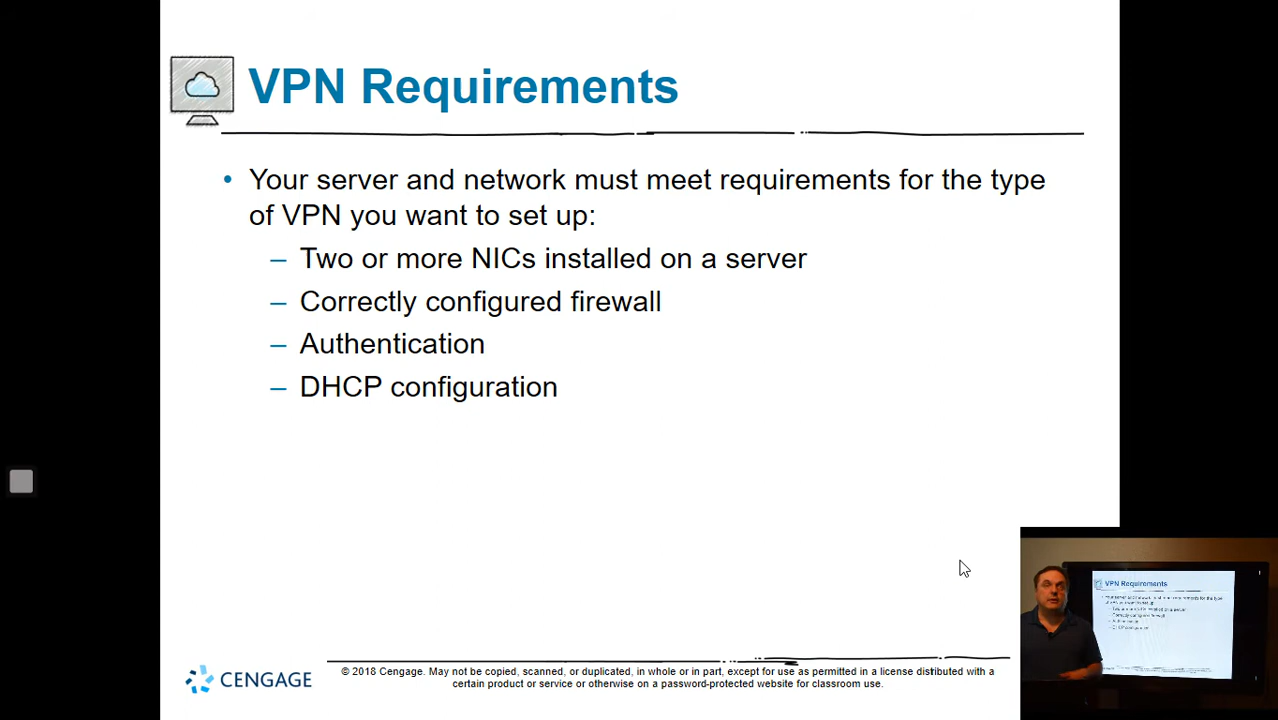 VPN Requirements
• Your server and network must meet requirements for the type
of VPN you want to set up:
– Two or more NICs installed on a server
– Correctly configured firewall
– Authentication
– DHCP configuration
CENGAGE
© 2018 Cengage. May not be copied, scanned, or duplicated, in whole or in part, except for use as permitted in a license distributed with a
certain product or service or otherwise on a password-protected website for classroom use.
VPN Requirements